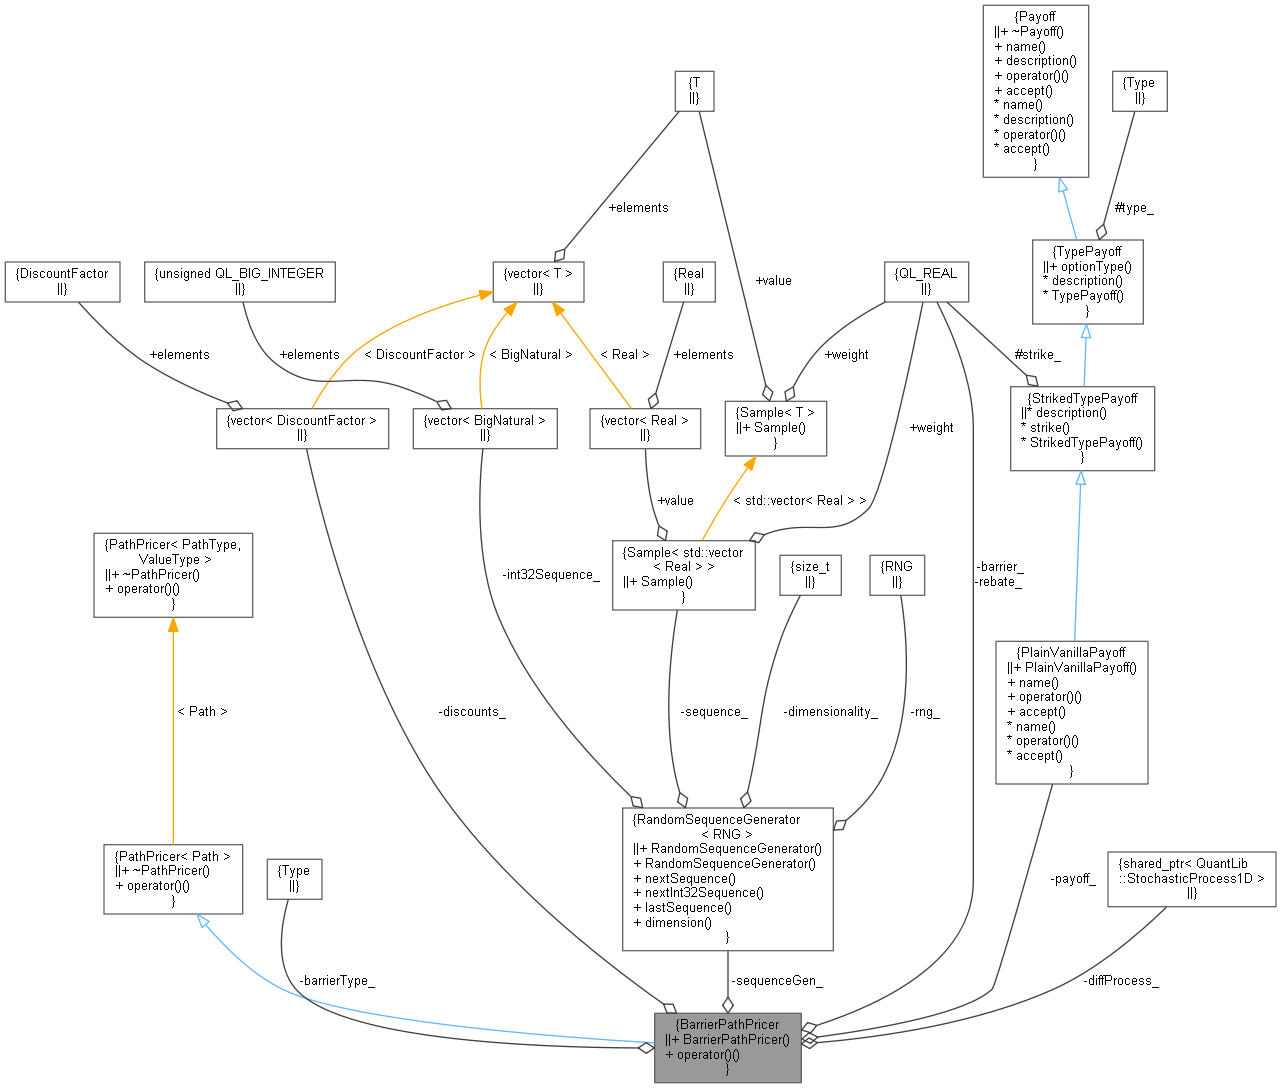 {Payoff
||+ ~Payoff()
+ name()
+ description()
+ operator()()
+ accept()
* name()
* description()
* operator()()
* accept()
}
{T
||}
{Type
||}
+elements
#type_
{TypePayoff
||+ optionType()
* description()
* TypePayoff()
}
{DiscountFactor
||}
{unsigned QL_BIG_INTEGER
||}
{vector< T >
||}
{Real
||}
+value
{QL_REAL
||}
+elements
+elements
< DiscountFactor >
< BigNatural >
< Real >
+elements
+weight
#strike_
{StrikedTypePayoff
||* description()
* strike()
* StrikedTypePayoff()
}
{vector< DiscountFactor >
||}
{vector< BigNatural >
||}
{vector< Real >
||}
{Sample< T >
||+ Sample()
}
+weight
+value
< std::vector< Real > >
{PathPricer< PathType,
ValueType >
||+ ~PathPricer()
+ operator()()
}
-int32Sequence_
{Sample< std::vector
< Real > >
||+ Sample()
}
{size_t
||}
{RNG
||}
-barrier_
-rebate_
{PlainVanillaPayoff
||+ PlainVanillaPayoff()
+ name()
+ operator()()
+ accept()
* name()
* operator()()
* accept()
}
< Path >
-discounts_
-sequence_
-dimensionality_
-rng_
{RandomSequenceGenerator
< RNG >
||+ RandomSequenceGenerator()
+ RandomSequenceGenerator()
+ nextSequence()
+ nextInt32Sequence()
+ lastSequence()
+ dimension()
}
{PathPricer< Path >
||+ ~PathPricer()
+ operator()()
}
{Type
||}
-payoff_
{shared_ptr< QuantLib
::StochasticProcess1D >
||}
-barrierType_
-sequenceGen_
-diffProcess_
{BarrierPathPricer
||+ BarrierPathPricer()
+ operator()()
}